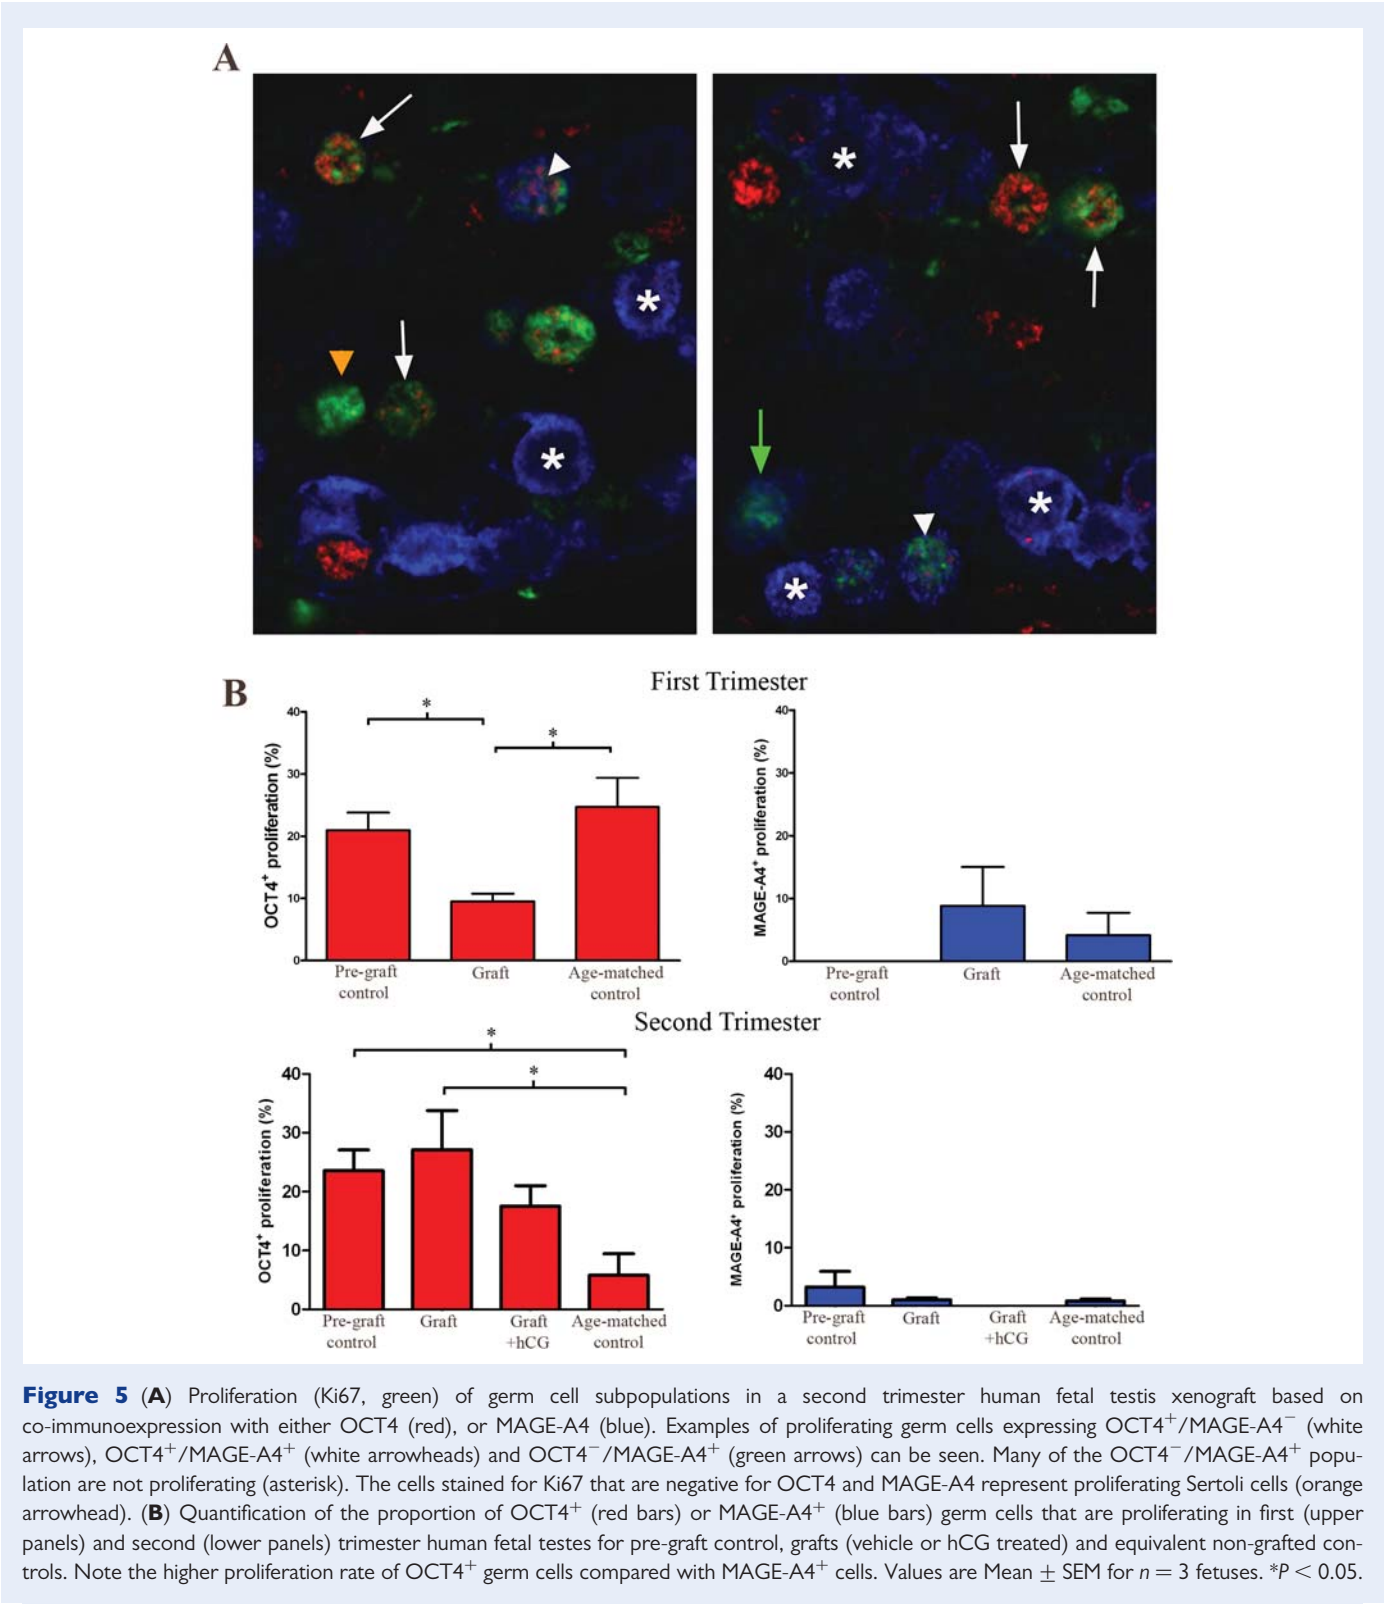 A
*
*
*
*
*
B
First Trimester
*
*
OCT4+ proliferation (%)
40
30
20
10
0
Pre-graft control
Graft
Age-matched control
MAGE-A4+ proliferation (%)
40
30
20
10
0
Pre-graft control
Graft
Age-matched control
Second Trimester
*
*
OCT4+ proliferation (%)
40
30
20
10
0
Pre-graft control
Graft
Graft +hCG
Age-matched control
MAGE-A4+ proliferation (%)
40
30
20
10
0
Pre-graft control
Graft
Graft +hCG
Age-matched control
Figure 5 (A) Proliferation (Ki67, green) of germ cell subpopulations in a second trimester human fetal testis xenograft based on
co-immunoexpression with either OCT4 (red), or MAGE-A4 (blue). Examples of proliferating germ cells expressing OCT4+/MAGE-A4− (white
arrows), OCT4+/MAGE-A4+ (white arrowheads) and OCT4−/MAGE-A4+ (green arrows) can be seen. Many of the OCT4−/MAGE-A4+ popu-
lation are not proliferating (asterisk). The cells stained for Ki67 that are negative for OCT4 and MAGE-A4 represent proliferating Sertoli cells (orange
arrowhead). (B) Quantification of the proportion of OCT4+ (red bars) or MAGE-A4+ (blue bars) germ cells that are proliferating in first (upper
panels) and second (lower panels) trimester human fetal testes for pre-graft control, grafts (vehicle or hCG treated) and equivalent non-grafted con-
trols. Note the higher proliferation rate of OCT4+ germ cells compared with MAGE-A4+ cells. Values are Mean ± SEM for n = 3 fetuses. *P < 0.05.